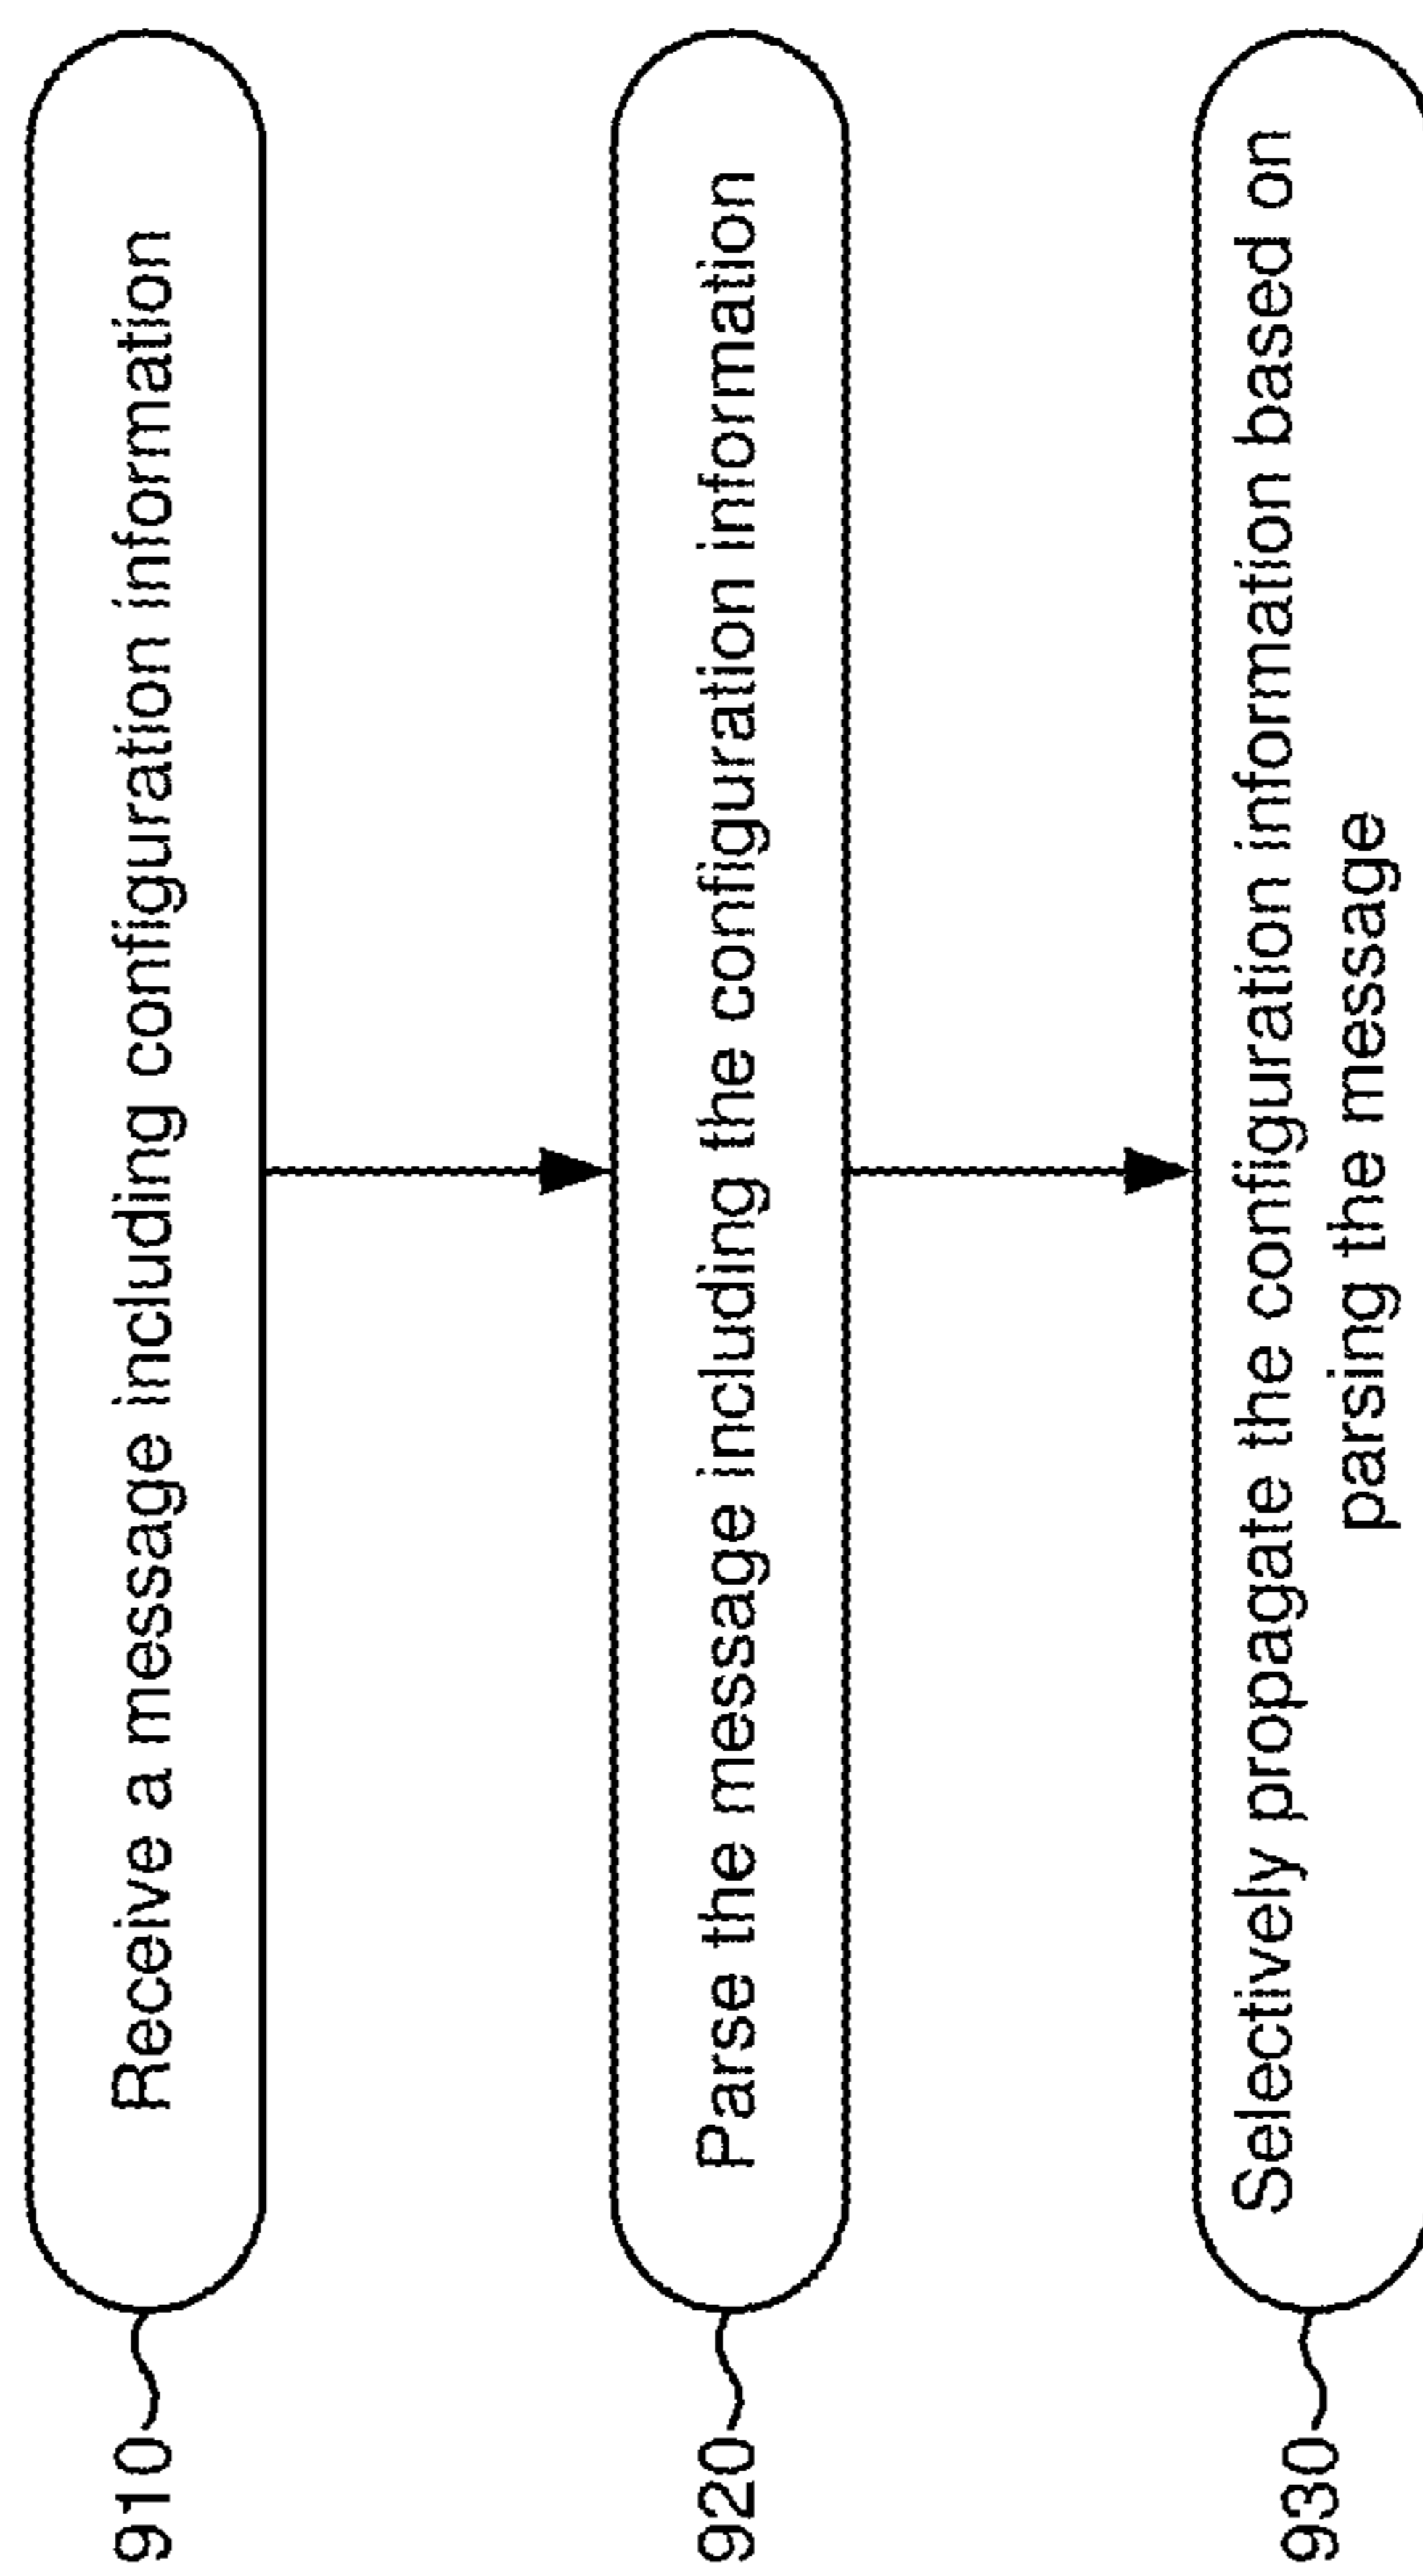 910
Receive a message including configuration information
920
Parse the message including the configuration information
930
Selectively propagate the configuration information based on
parsing the message